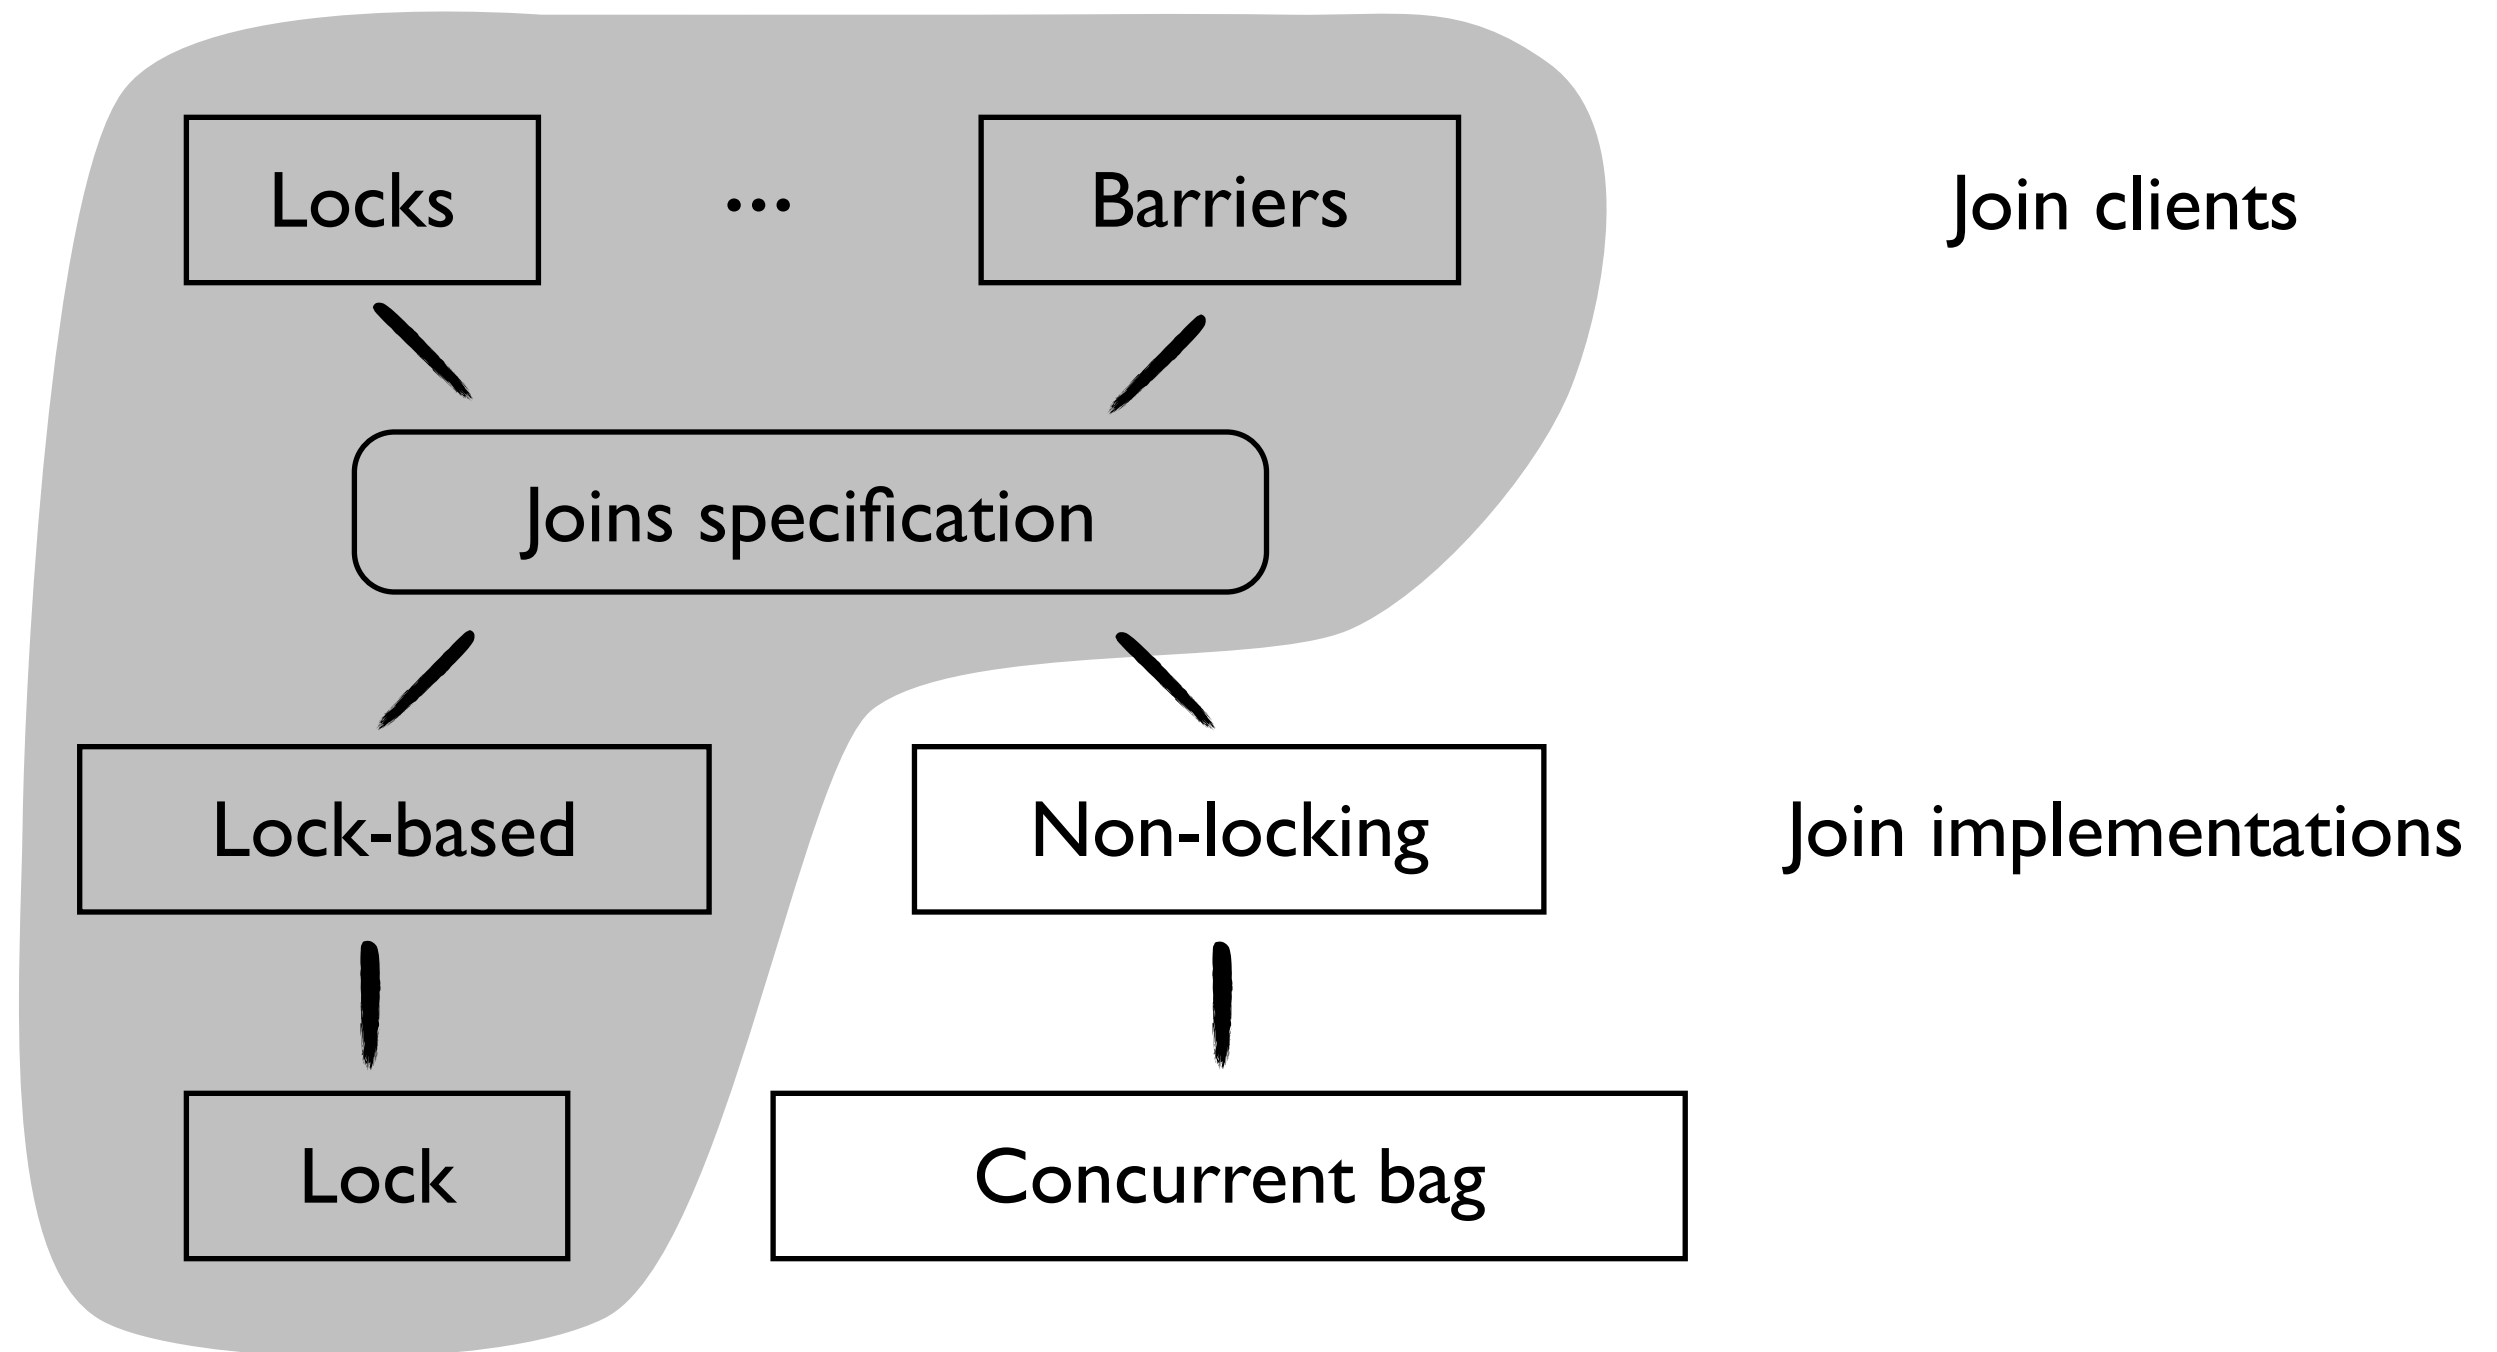 Locks ... Barriers Join clients
Joins specification
Lock-based Non-locking Join implementations
Lock Concurrent bag